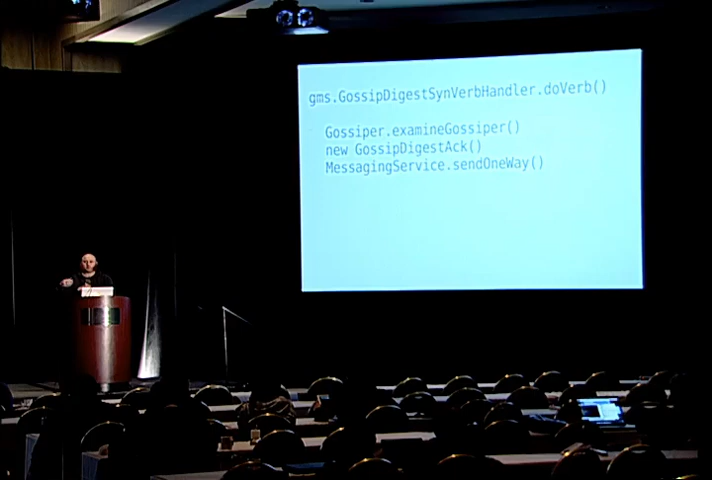 gms.GossipDigestSynVerbHandler.doVerb()
Gossiper.examineGossiper()
new GossipDigestAck()
MessagingService.sendOneWay()